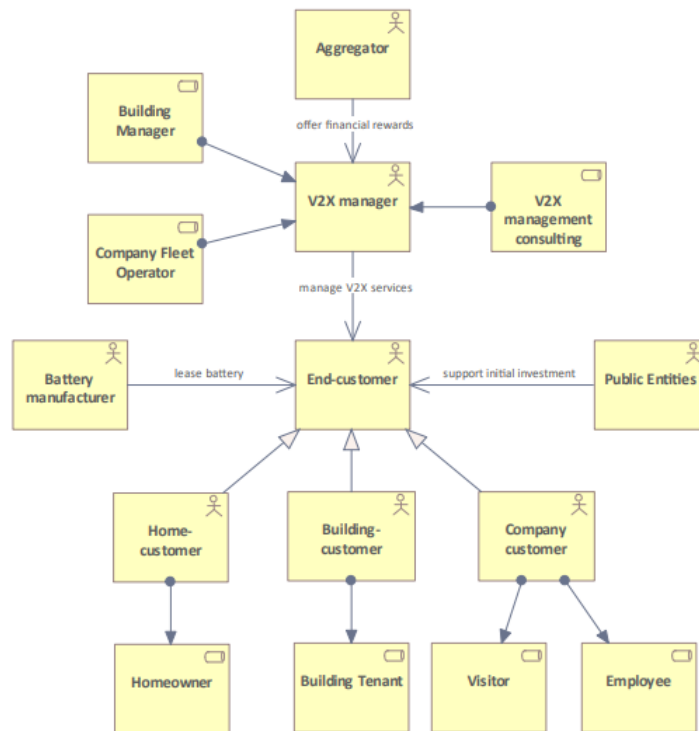 Aggregator
Building
Manager
offer financial rewards
V2X manager
V2X
management
consulting
Company Fleet
Operator
manage V2X services
Battery
manufacturer
lease battery
End-customer
support initial investment
Public Entities
Home-
customer
Building-
customer
Company
customer
Homeowner
Building Tenant
Visitor
Employee